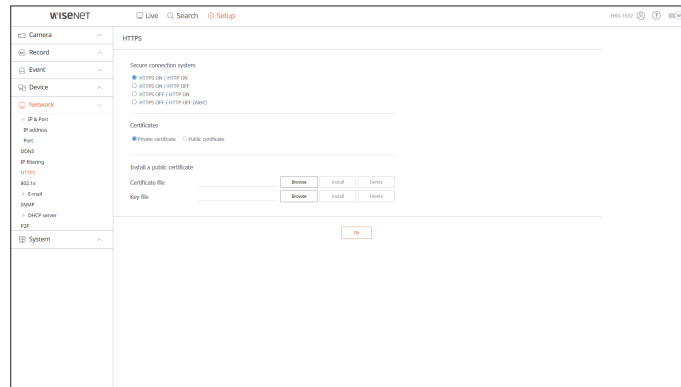 WISENET Live Search Setup HRX-1632
Camera
Record
Event
Device
Network
IP & Port
IP address
Port
DDNS
IP filtering
HTTPS
802.1x
E-mail
SNMP
DHCP server
P2P
System
HTTPS
Secure connection system
HTTPS ON / HTTP ON
HTTPS ON / HTTP OFF
HTTPS OFF / HTTP ON
HTTPS OFF / HTTP OFF (Alert)
Certificates
Private certificate Public certificate
Install a public certificate
Certificate file Browse Install Delete
Key file Browse Install Delete
Ok